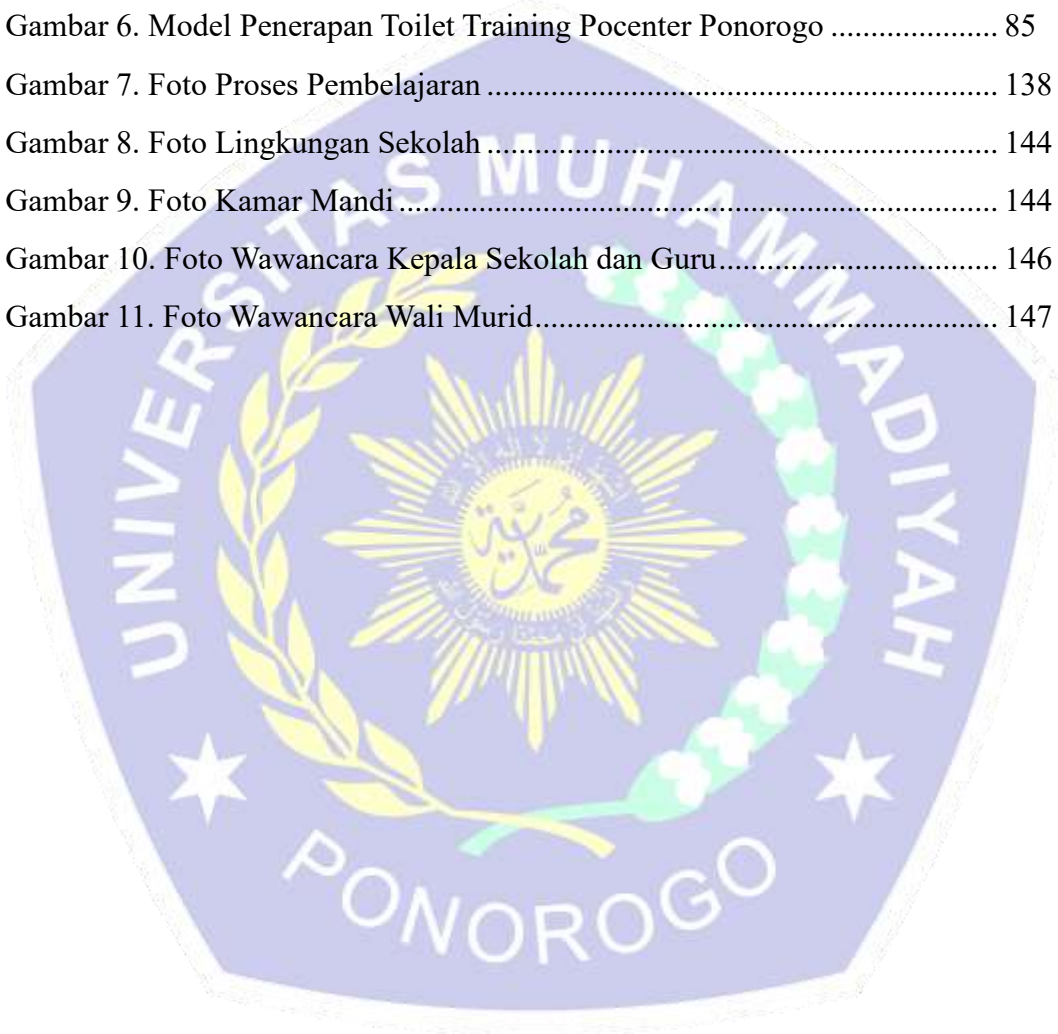 Gambar 6. Model Penerapan Toilet Training Pocenter Ponorogo .................... 85
Gambar 7. Foto Proses Pembelajaran ............................................................. 138
Gambar 8. Foto Lingkungan Sekolah ............................................................. 144
Gambar 9. Foto Kamar Mandi ........................................................................ 144
Gambar 10. Foto Wawancara Kepala Sekolah dan Guru ................................. 146
Gambar 11. Foto Wawancara Wali Murid ....................................................... 147
UNIVERSITAS MUHAMMADIYAH
محمدية
PONOROGO